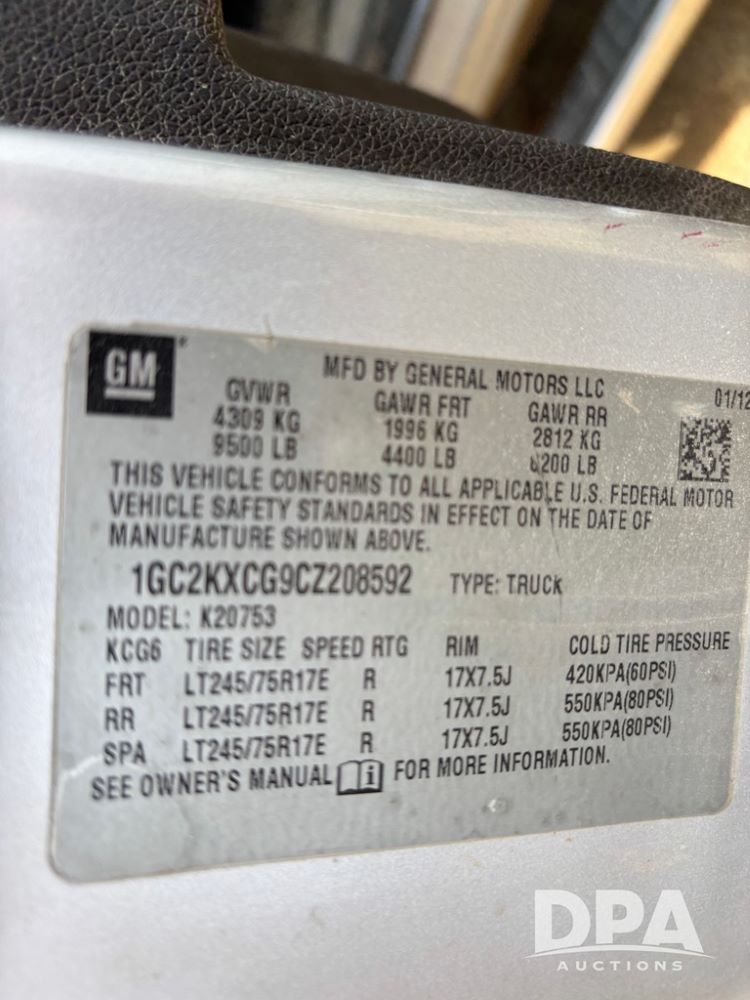 GM
MFD BY GENERAL MOTORS LLC 01/12
GVWR GAWR FRT GAWR RR
4309 KG 1996 KG 2812 KG
9500 LB 4400 LB 6200 LB
THIS VEHICLE CONFORMS TO ALL APPLICABLE U.S. FEDERAL MOTOR
VEHICLE SAFETY STANDARDS IN EFFECT ON THE DATE OF
MANUFACTURE SHOWN ABOVE.
1GC2KXCG9CZ208592 TYPE: TRUCK
MODEL: K20753
KCG6 TIRE SIZE SPEED RTG RIM COLD TIRE PRESSURE
FRT LT245/75R17E R 17X7.5J 420KPA(60PSI)
RR LT245/75R17E R 17X7.5J 550KPA(80PSI)
SPA LT245/75R17E R 17X7.5J 550KPA(80PSI)
SEE OWNER'S MANUAL FOR MORE INFORMATION.
DPA
AUCTIONS